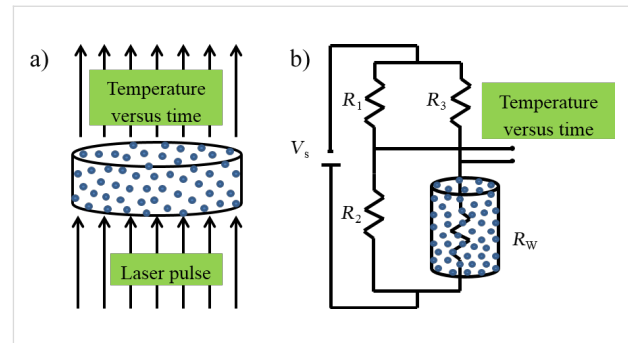 a)
Temperature
versus time
Laser pulse
b)
R1
R3
Temperature
versus time
Vs
R2
RW